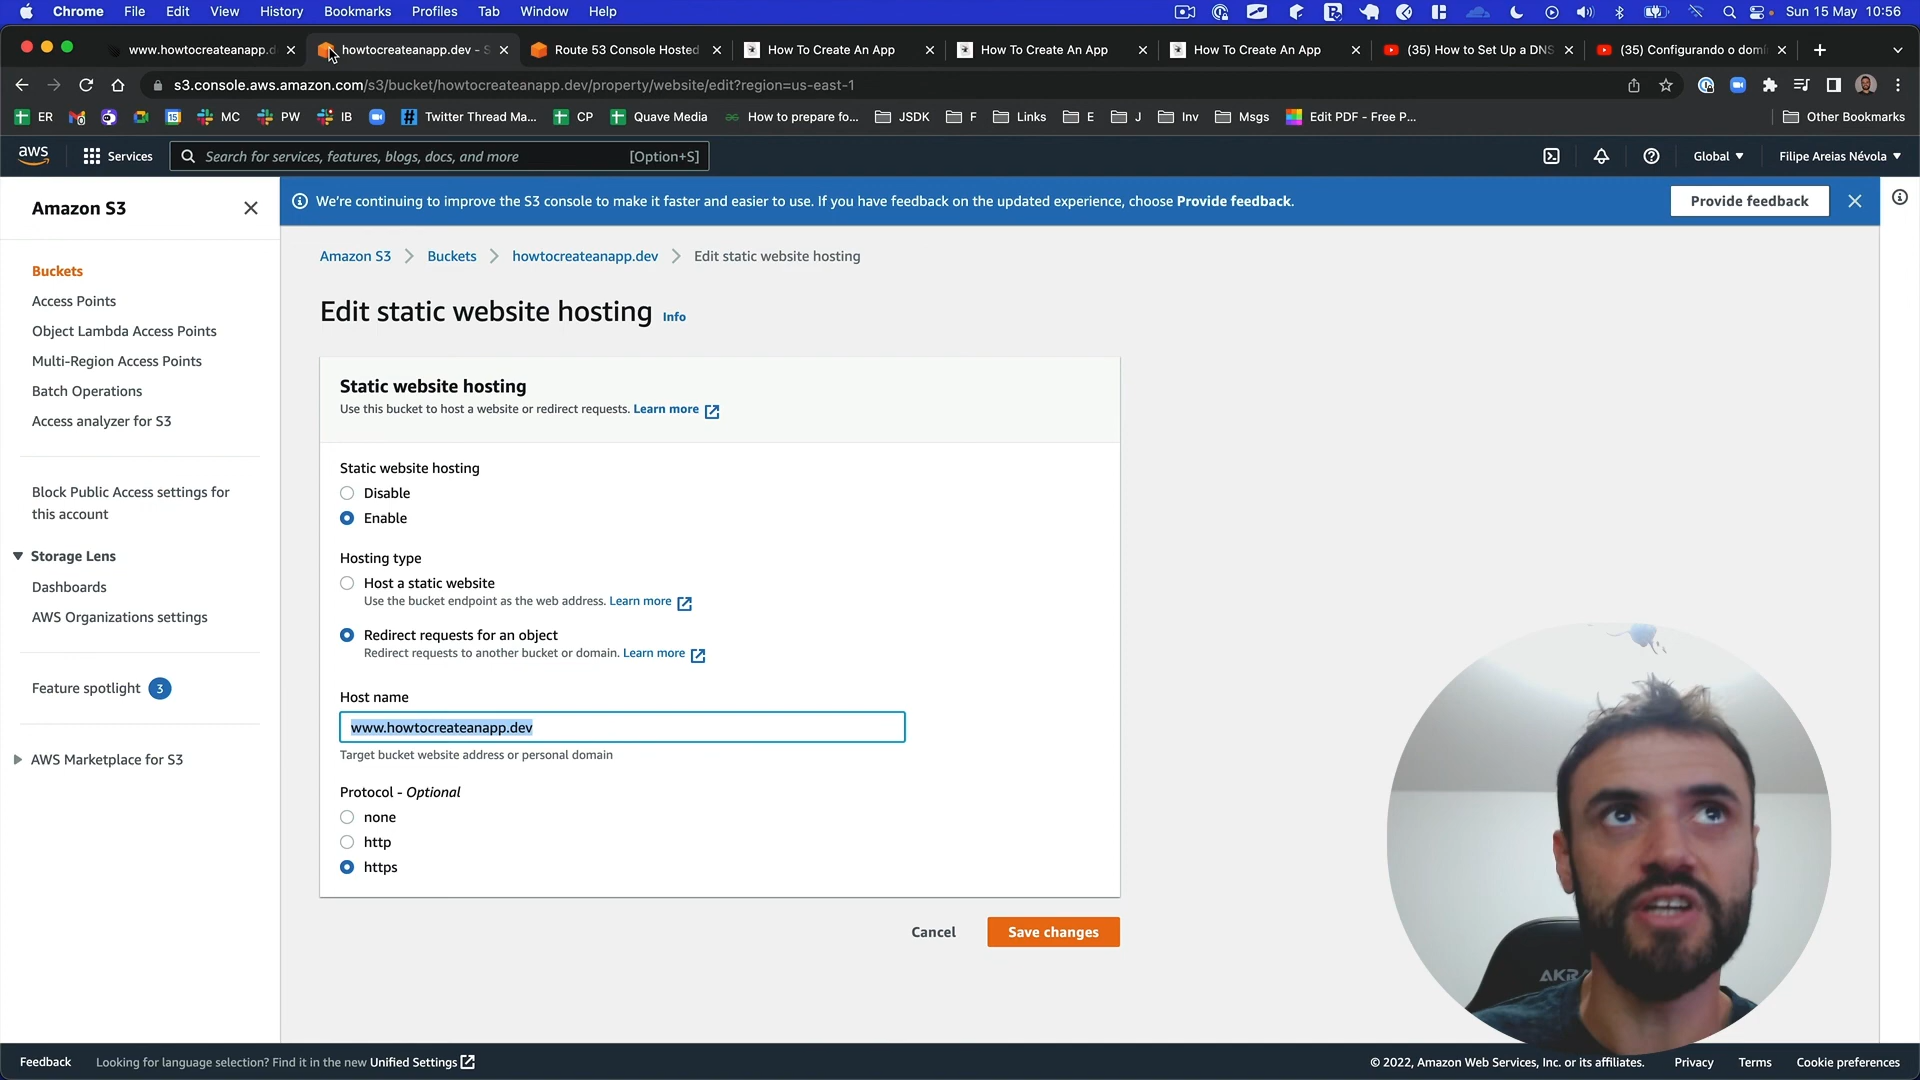 Chrome File Edit View History Bookmarks Profiles Tab Window Help Sun 15 May 10:56
www.howtocreateanapp.d howtocreateanapp.dev - S Route 53 Console Hosted How To Create An App How To Create An App How To Create An App (35) How to Set Up a DNS (35) Configurando o domí
s3.console.aws.amazon.com/s3/bucket/howtocreateanapp.dev/property/website/edit?region=us-east-1
ER 15 MC PW IB Twitter Thread Ma... CP Quave Media How to prepare fo... JSDK F Links E J Inv Msgs Edit PDF - Free P... Other Bookmarks
aws Services Search for services, features, blogs, docs, and more [Option+S] Global Filipe Areias Névola
Amazon S3
Buckets
Access Points
Object Lambda Access Points
Multi-Region Access Points
Batch Operations
Access analyzer for S3
Block Public Access settings for
this account
Storage Lens
Dashboards
AWS Organizations settings
Feature spotlight 3
AWS Marketplace for S3
We're continuing to improve the S3 console to make it faster and easier to use. If you have feedback on the updated experience, choose Provide feedback. Provide feedback
Amazon S3 Buckets howtocreateanapp.dev Edit static website hosting
Edit static website hosting Info
Static website hosting
Use this bucket to host a website or redirect requests. Learn more
Static website hosting
Disable
Enable
Hosting type
Host a static website
Use the bucket endpoint as the web address. Learn more
Redirect requests for an object
Redirect requests to another bucket or domain. Learn more
Host name
www.howtocreateanapp.dev
Target bucket website address or personal domain
Protocol - Optional
none
http
https
Cancel Save changes
Feedback Looking for language selection? Find it in the new Unified Settings © 2022, Amazon Web Services, Inc. or its affiliates. Privacy Terms Cookie preferences